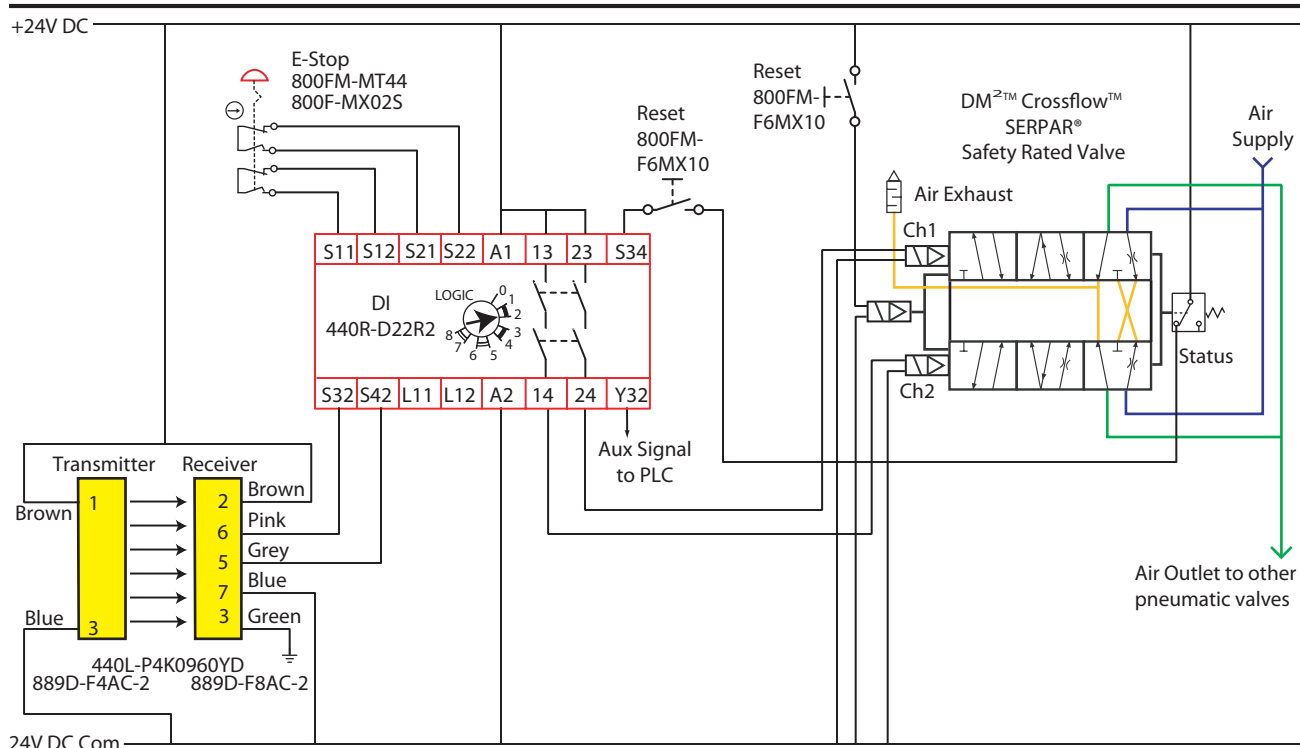 +24V DC
E-Stop
800FM-MT44
800F-MX02S
Reset
800FM-
F6MX10
Reset
800FM-
F6MX10
DM²™ Crossflow™
SERPAR®
Safety Rated Valve
Air
Supply
Air Exhaust
Ch1
S11 S12 S21 S22 A1 13 23 S34
DI
440R-D22R2
LOGIC
0
1
2
3
4
5
6
7
8
Status
Ch2
S32 S42 L11 L12 A2 14 24 Y32
Aux Signal
to PLC
Transmitter
Receiver
1
Brown
2
Brown
6
Pink
5
Grey
7
Blue
3
Green
Blue
3
440L-P4K0960YD
889D-F4AC-2
889D-F8AC-2
Air Outlet to other
pneumatic valves
24V DC Com